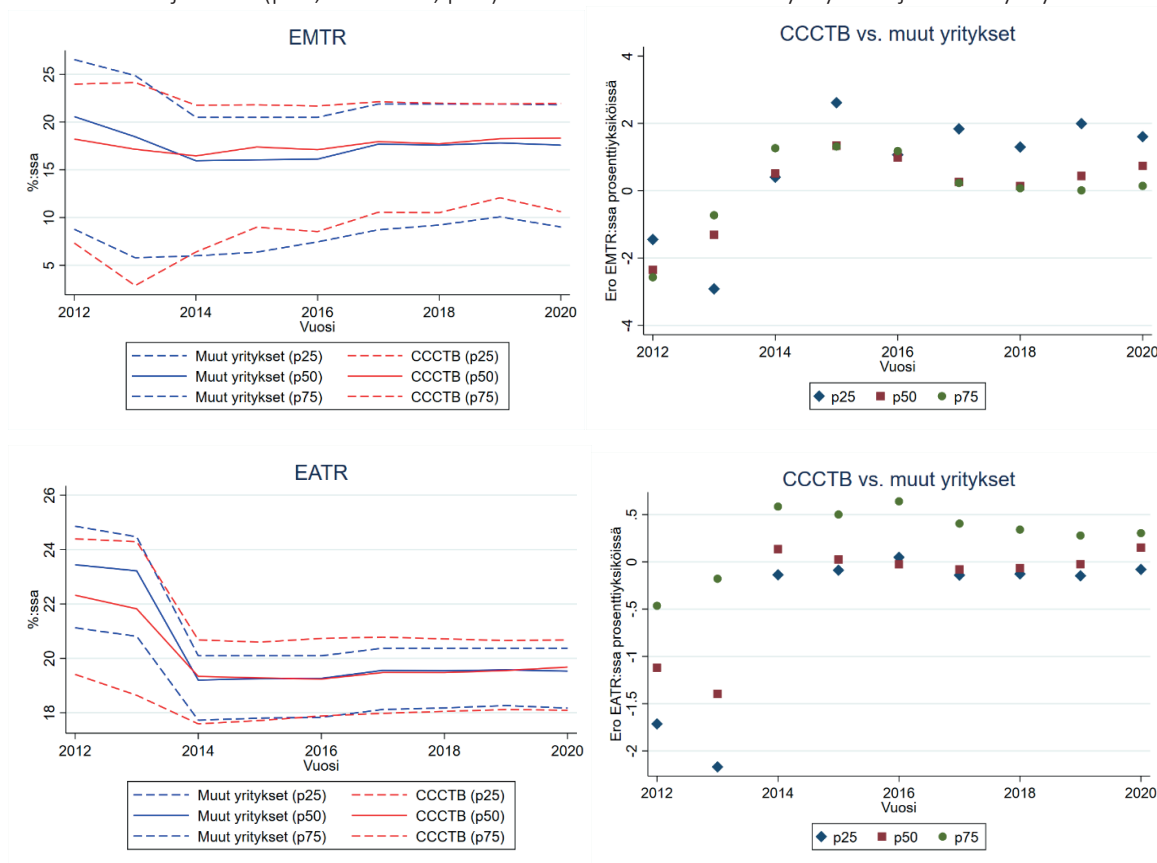 EMTR
%:ssa
25
20
15
10
5
2012 2014 2016 2018 2020
Vuosi
Muut yritykset (p25) CCCTB (p25)
Muut yritykset (p50) CCCTB (p50)
Muut yritykset (p75) CCCTB (p75)
CCCTB vs. muut yritykset
Ero EMTR:ssa prosenttiyksiköissä
4
2
0
-2
-4
2012 2014 2016 2018 2020
Vuosi
p25 p50 p75
EATR
%:ssa
26
24
22
20
18
2012 2014 2016 2018 2020
Vuosi
Muut yritykset (p25) CCCTB (p25)
Muut yritykset (p50) CCCTB (p50)
Muut yritykset (p75) CCCTB (p75)
CCCTB vs. muut yritykset
Ero EATR:ssa prosenttiyksiköissä
.5
0
-.5
-1
-1.5
-2
2012 2014 2016 2018 2020
Vuosi
p25 p50 p75